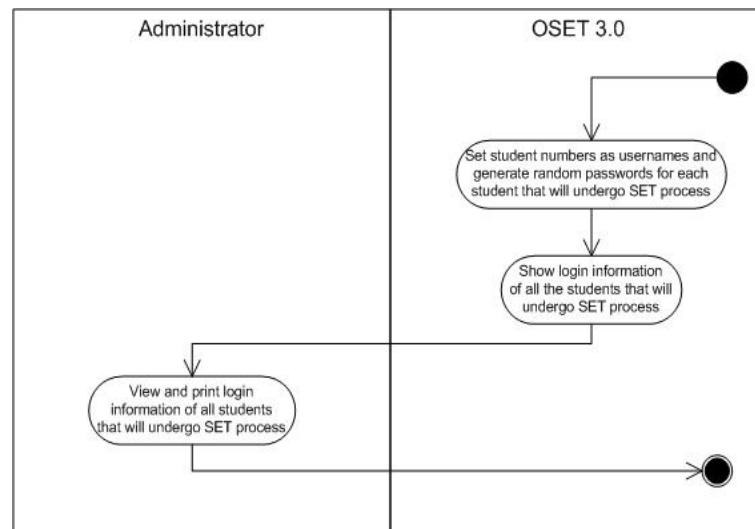 Administrator
OSET 3.0
Set student numbers as usernames and
generate random passwords for each
student that will undergo SET process
Show login information
of all the students that will
undergo SET process
View and print login
information of all students
that will undergo SET process